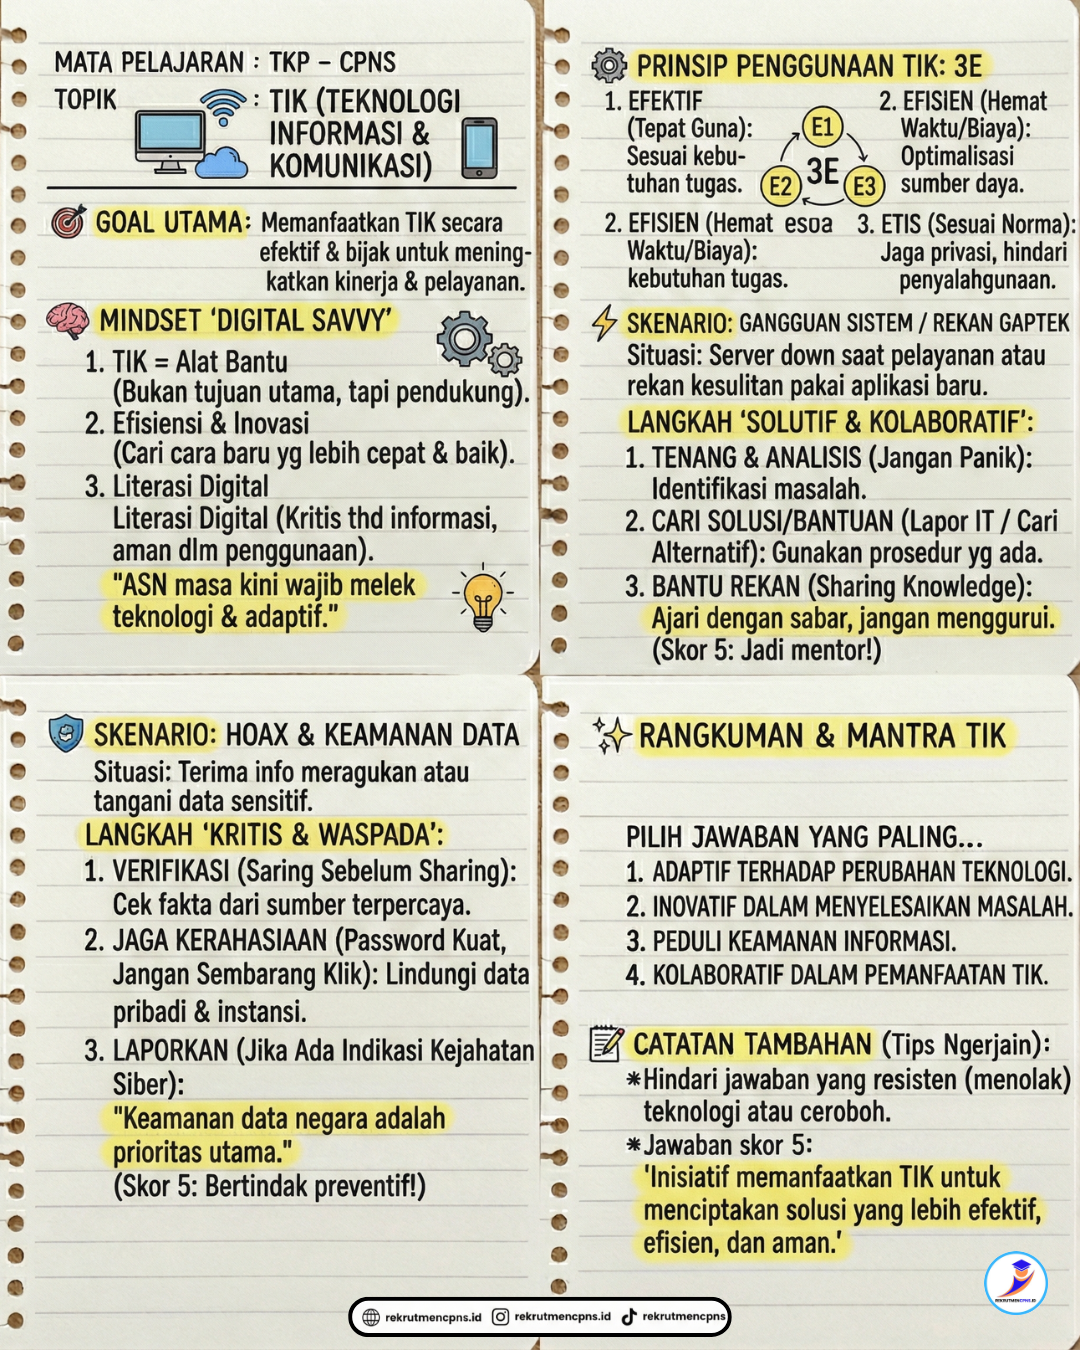 MATA PELAJARAN : TKP – CPNS
TOPIK : TIK (TEKNOLOGI
INFORMASI &
KOMUNIKASI)
GOAL UTAMA: Memanfaatkan TIK secara
efektif & bijak untuk mening-
katkan kinerja & pelayanan.
MINDSET ‘DIGITAL SAVVY’
1. TIK = Alat Bantu
(Bukan tujuan utama, tapi pendukung).
2. Efisiensi & Inovasi
(Cari cara baru yg lebih cepat & baik).
3. Literasi Digital
Literasi Digital (Kritis thd informasi,
aman dlm penggunaan).
"ASN masa kini wajib melek
teknologi & adaptif."
PRINSIP PENGGUNAAN TIK: 3E
1. EFEKTIF
(Tepat Guna):
Sesuai kebu-
tuhan tugas.
E1
E2
3E
E3
2. EFISIEN (Hemat
Waktu/Biaya):
Optimalisasi
sumber daya.
2. EFISIEN (Hemat esoa
Waktu/Biaya):
kebutuhan tugas.
3. ETIS (Sesuai Norma):
Jaga privasi, hindari
penyalahgunaan.
SKENARIO: GANGGUAN SISTEM / REKAN GAPTEK
Situasi: Server down saat pelayanan atau
rekan kesulitan pakai aplikasi baru.
LANGKAH ‘SOLUTIF & KOLABORATIF’:
1. TENANG & ANALISIS (Jangan Panik):
Identifikasi masalah.
2. CARI SOLUSI/BANTUAN (Lapor IT / Cari
Alternatif): Gunakan prosedur yg ada.
3. BANTU REKAN (Sharing Knowledge):
Ajari dengan sabar, jangan menggurui.
(Skor 5: Jadi mentor!)
SKENARIO: HOAX & KEAMANAN DATA
Situasi: Terima info meragukan atau
tangani data sensitif.
LANGKAH ‘KRITIS & WASPADA’:
1. VERIFIKASI (Saring Sebelum Sharing):
Cek fakta dari sumber terpercaya.
2. JAGA KERAHASIAAN (Password Kuat,
Jangan Sembarang Klik): Lindungi data
pribadi & instansi.
3. LAPORKAN (Jika Ada Indikasi Kejahatan
Siber):
"Keamanan data negara adalah
prioritas utama."
(Skor 5: Bertindak preventif!)
RANGKUMAN & MANTRA TIK
PILIH JAWABAN YANG PALING...
1. ADAPTIF TERHADAP PERUBAHAN TEKNOLOGI.
2. INOVATIF DALAM MENYELESAIKAN MASALAH.
3. PEDULI KEAMANAN INFORMASI.
4. KOLABORATIF DALAM PEMANFAATAN TIK.
CATATAN TAMBAHAN (Tips Ngerjain):
*Hindari jawaban yang resisten (menolak)
teknologi atau ceroboh.
*Jawaban skor 5:
'Inisiatif memanfaatkan TIK untuk
menciptakan solusi yang lebih efektif,
efisien, dan aman.'
REKRUTMENCPNS.ID
rekrutmencpns.id rekrutmencpns.id rekrutmencpns